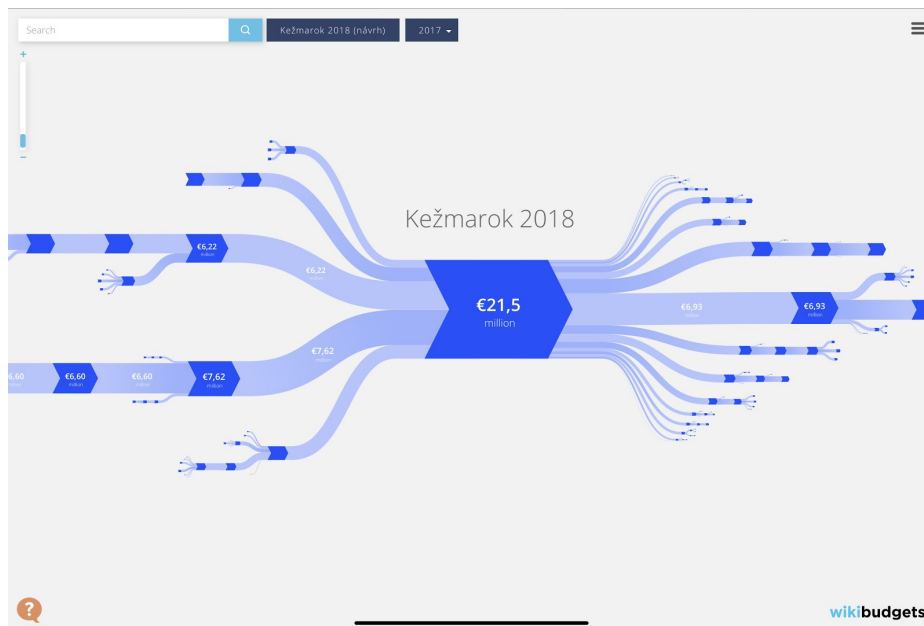 Search
Kežmarok 2018 (návrh)
2017
+
−
Kežmarok 2018
€6,22
million
€6,22
million
€21,5
million
€6,93
million
€6,93
million
€7,62
million
6,60
million
€6,60
million
€6,60
million
€7,62
million
?
wikibudgets